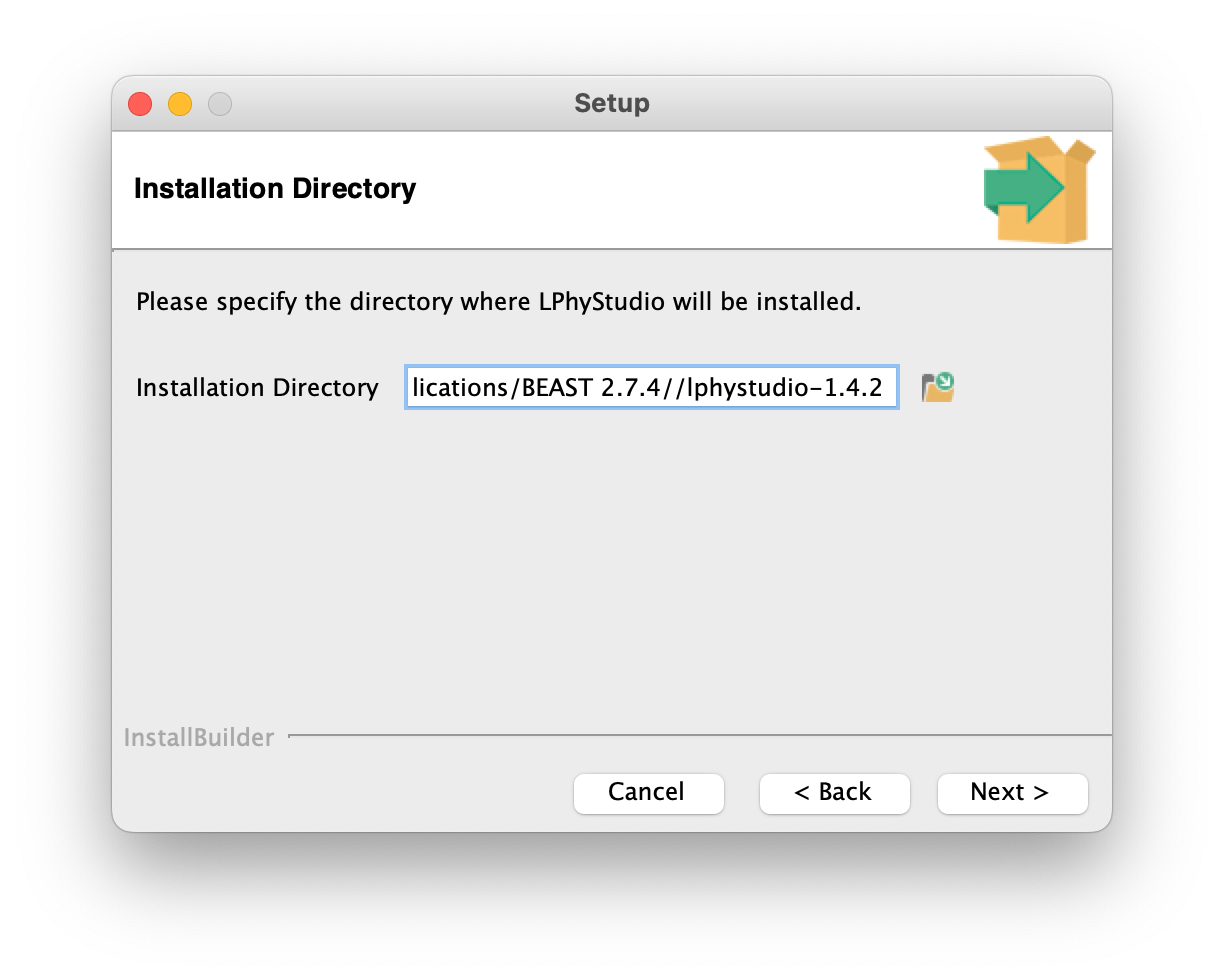 Setup
Installation Directory
Please specify the directory where LPhyStudio will be installed.
Installation Directory lications/BEAST 2.7.4//lphystudio-1.4.2
InstallBuilder
Cancel < Back Next >